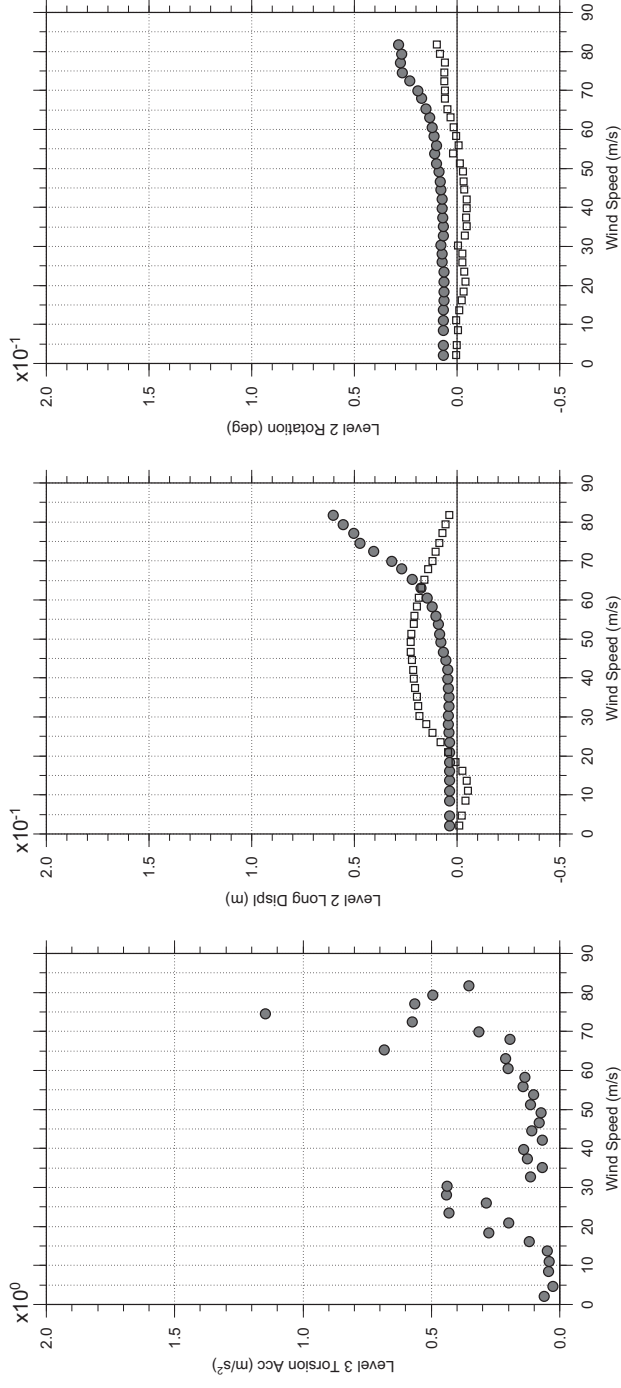 x10⁰
2.0
1.5
1.0
0.5
0.0
Level 3 Torsion Acc (m/s²)
0 10 20 30 40 50 60 70 80 90
Wind Speed (m/s)
x10⁻¹
2.0
1.5
1.0
0.5
0.0
-0.5
Level 2 Long Displ (m)
0 10 20 30 40 50 60 70 80 90
Wind Speed (m/s)
x10⁻¹
2.0
1.5
1.0
0.5
0.0
-0.5
Level 2 Rotation (deg)
0 10 20 30 40 50 60 70 80 90
Wind Speed (m/s)